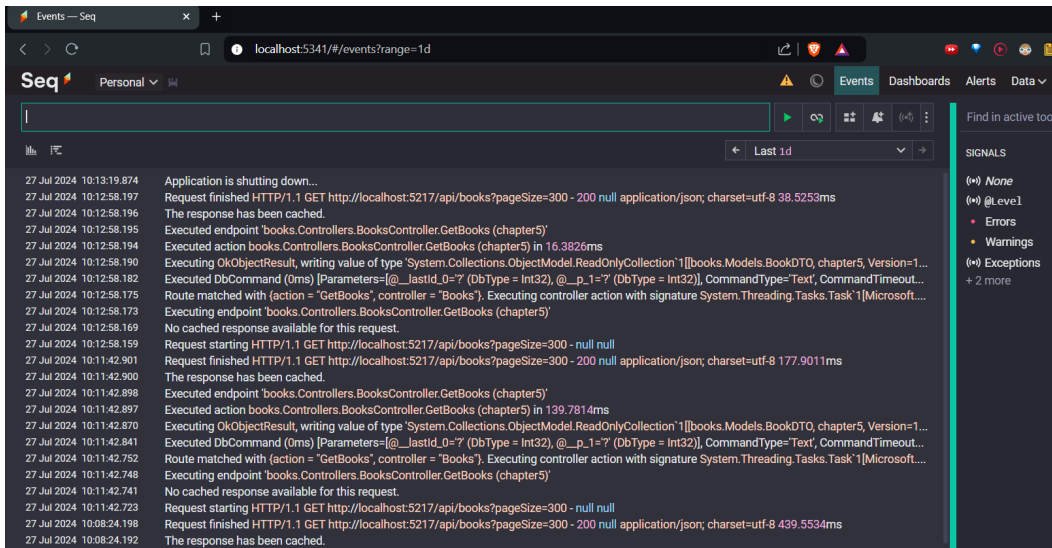 Events — Seq
localhost:5341/#/events?range=1d
Seq
Personal
Events
Dashboards
Alerts
Data
Find in active too
Last 1d
SIGNALS
None
@Level
Errors
Warnings
Exceptions
+ 2 more
27 Jul 2024 10:13:19.874 Application is shutting down...
27 Jul 2024 10:12:58.197 Request finished HTTP/1.1 GET http://localhost:5217/api/books?pageSize=300 - 200 null application/json; charset=utf-8 38.5253ms
27 Jul 2024 10:12:58.196 The response has been cached.
27 Jul 2024 10:12:58.195 Executed endpoint 'books.Controllers.BooksController.GetBooks (chapter5)'
27 Jul 2024 10:12:58.194 Executed action books.Controllers.BooksController.GetBooks (chapter5) in 16.3826ms
27 Jul 2024 10:12:58.190 Executing OkObjectResult, writing value of type 'System.Collections.ObjectModel.ReadOnlyCollection`1[[books.Models.BookDTO, chapter5, Version=1...
27 Jul 2024 10:12:58.182 Executed DbCommand (0ms) [Parameters=[@__lastId_0='?' (DbType = Int32), @__p_1='?' (DbType = Int32)], CommandType='Text', CommandTimeout...
27 Jul 2024 10:12:58.175 Route matched with {action = "GetBooks", controller = "Books"}. Executing controller action with signature System.Threading.Tasks.Task`1[Microsoft....
27 Jul 2024 10:12:58.173 Executing endpoint 'books.Controllers.BooksController.GetBooks (chapter5)'
27 Jul 2024 10:12:58.169 No cached response available for this request.
27 Jul 2024 10:12:58.159 Request starting HTTP/1.1 GET http://localhost:5217/api/books?pageSize=300 - null null
27 Jul 2024 10:11:42.901 Request finished HTTP/1.1 GET http://localhost:5217/api/books?pageSize=300 - 200 null application/json; charset=utf-8 177.9011ms
27 Jul 2024 10:11:42.900 The response has been cached.
27 Jul 2024 10:11:42.898 Executed endpoint 'books.Controllers.BooksController.GetBooks (chapter5)'
27 Jul 2024 10:11:42.897 Executed action books.Controllers.BooksController.GetBooks (chapter5) in 139.7814ms
27 Jul 2024 10:11:42.870 Executing OkObjectResult, writing value of type 'System.Collections.ObjectModel.ReadOnlyCollection`1[[books.Models.BookDTO, chapter5, Version=1...
27 Jul 2024 10:11:42.841 Executed DbCommand (0ms) [Parameters=[@__lastId_0='?' (DbType = Int32), @__p_1='?' (DbType = Int32)], CommandType='Text', CommandTimeout...
27 Jul 2024 10:11:42.752 Route matched with {action = "GetBooks", controller = "Books"}. Executing controller action with signature System.Threading.Tasks.Task`1[Microsoft....
27 Jul 2024 10:11:42.748 Executing endpoint 'books.Controllers.BooksController.GetBooks (chapter5)'
27 Jul 2024 10:11:42.741 No cached response available for this request.
27 Jul 2024 10:11:42.723 Request starting HTTP/1.1 GET http://localhost:5217/api/books?pageSize=300 - null null
27 Jul 2024 10:08:24.198 Request finished HTTP/1.1 GET http://localhost:5217/api/books?pageSize=300 - 200 null application/json; charset=utf-8 439.5534ms
27 Jul 2024 10:08:24.192 The response has been cached.